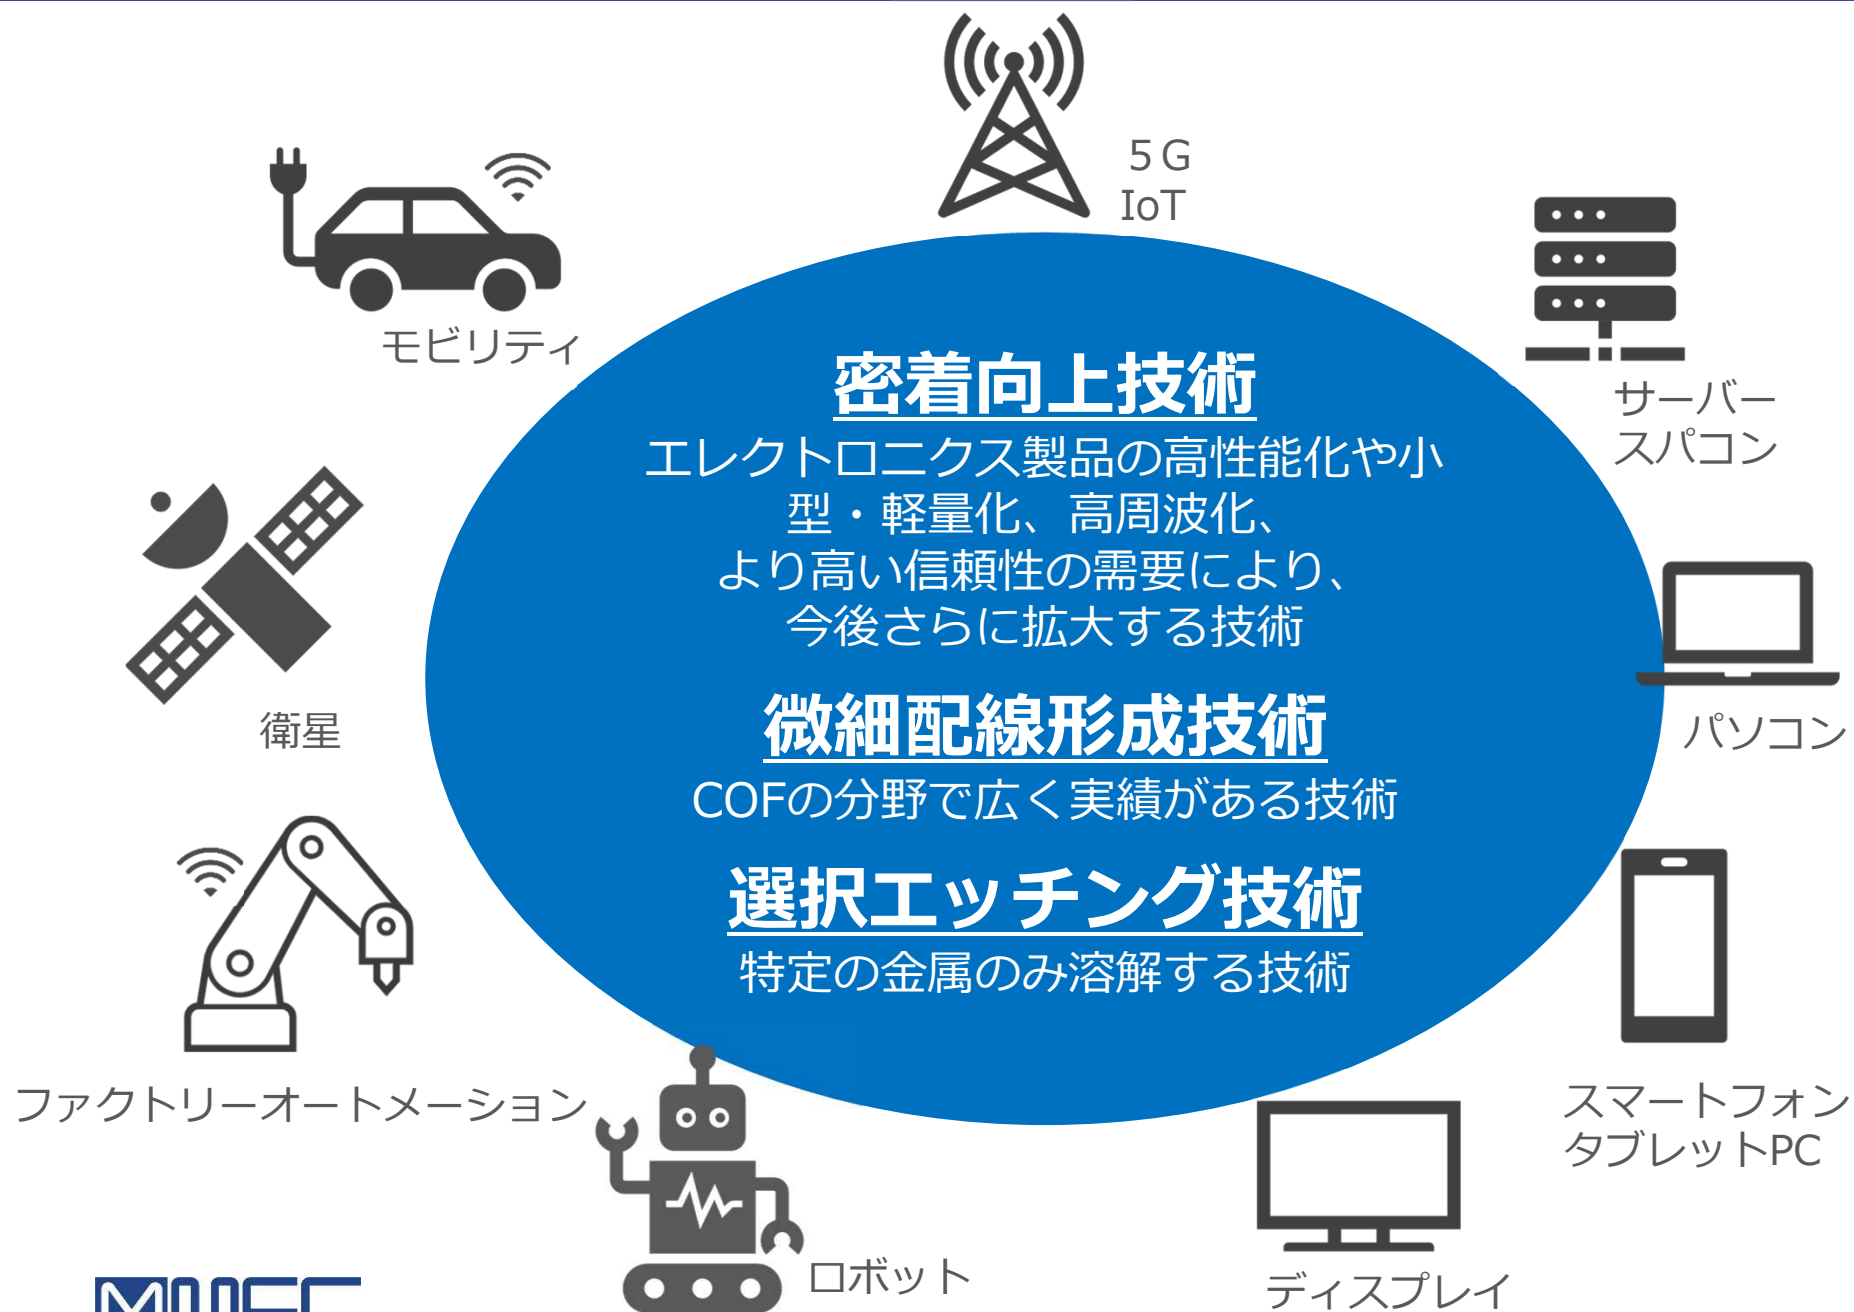 ５G
IoT
モビリティ
サーバー
スパコン
密着向上技術
エレクトロニクス製品の高性能化や小
型・軽量化、高周波化、
より高い信頼性の需要により、
今後さらに拡大する技術
衛星
微細配線形成技術
パソコン
COFの分野で広く実績がある技術
選択エッチング技術
特定の金属のみ溶解する技術
ファクトリーオートメーション
スマートフォン
タブレットPC
ロボット
ディスプレイ